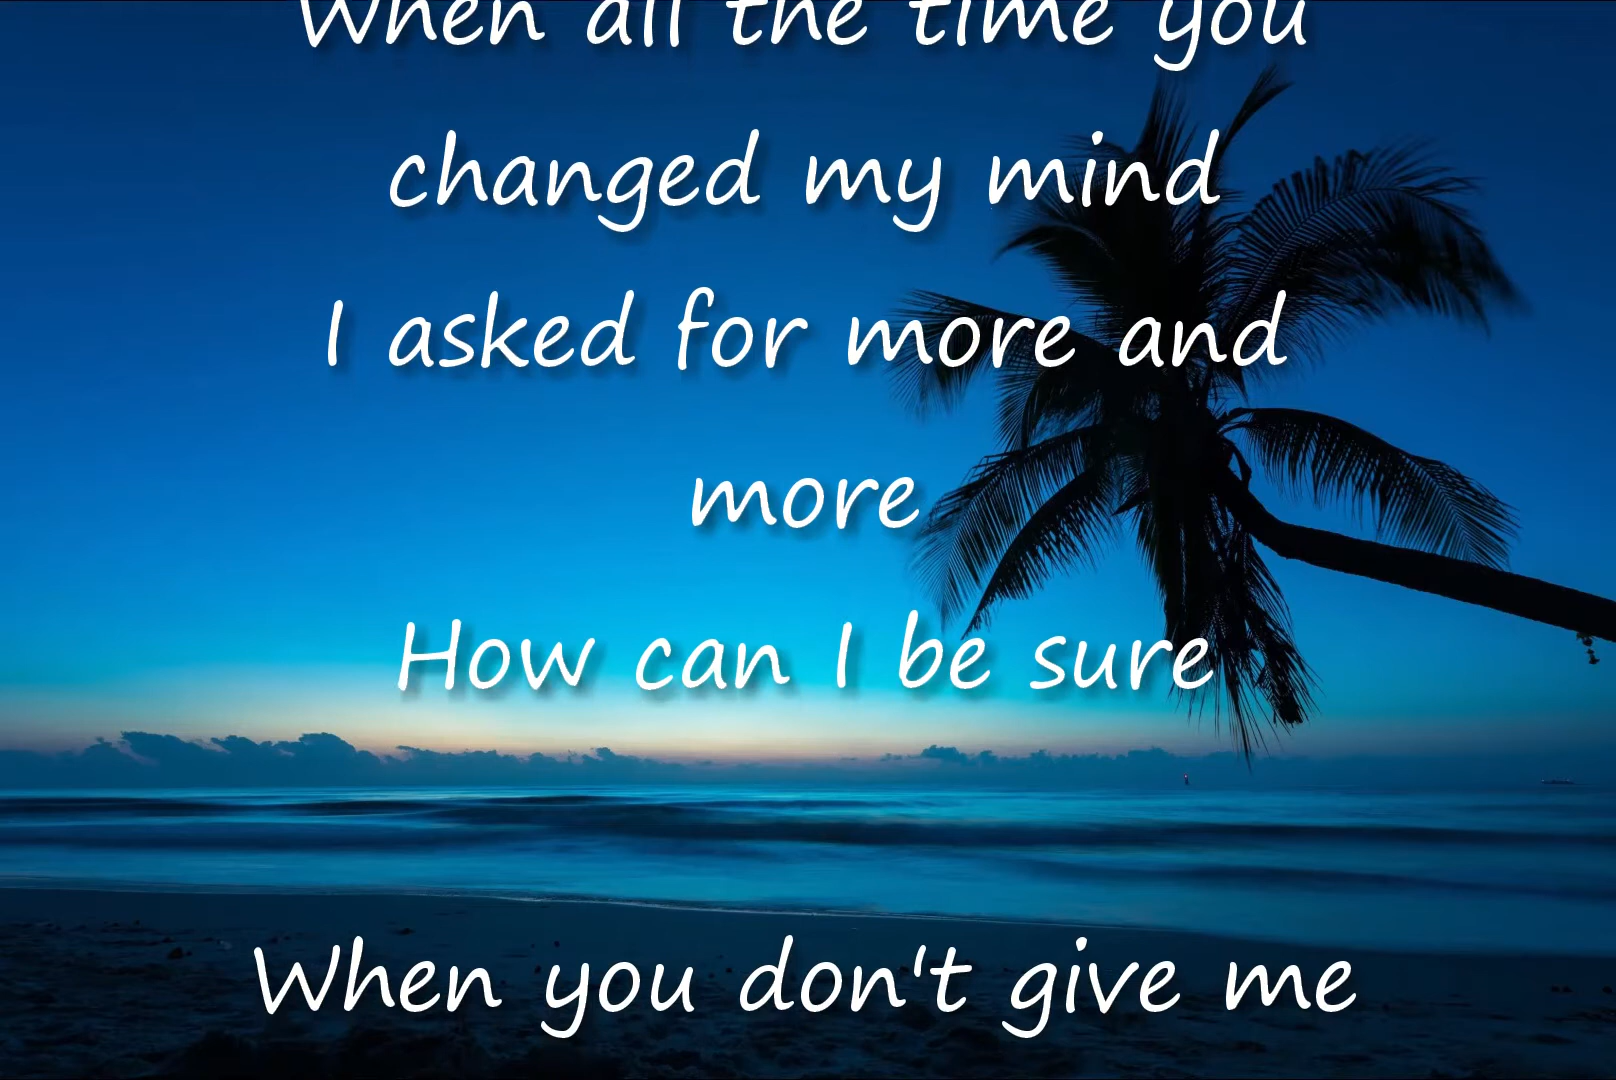 When all the time you
changed my mind
I asked for more and
more
How can I be sure
When you don't give me